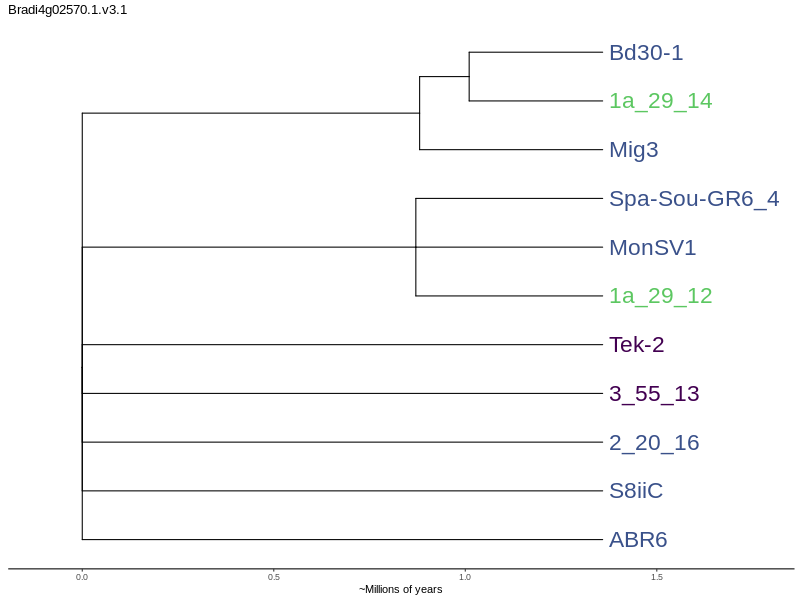 Bradi4g02570.1.v3.1
Bd30-1
1a_29_14
Mig3
Spa-Sou-GR6_4
MonSV1
1a_29_12
Tek-2
3_55_13
2_20_16
S8iiC
ABR6
0.0 0.5 1.0 1.5
~Millions of years